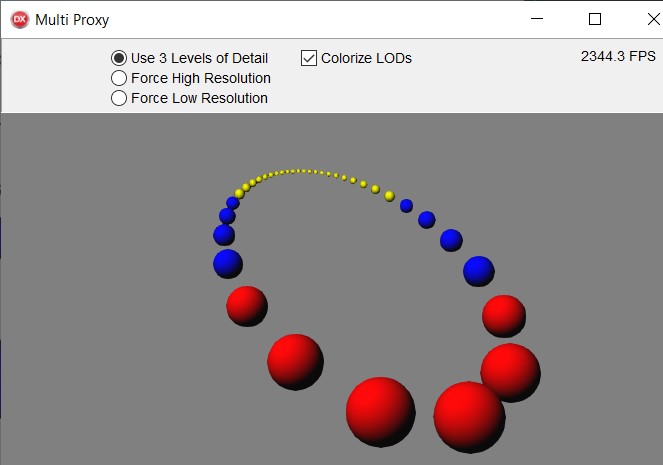 DX Multi Proxy
Use 3 Levels of Detail Colorize LODs 2344.3 FPS
Force High Resolution
Force Low Resolution